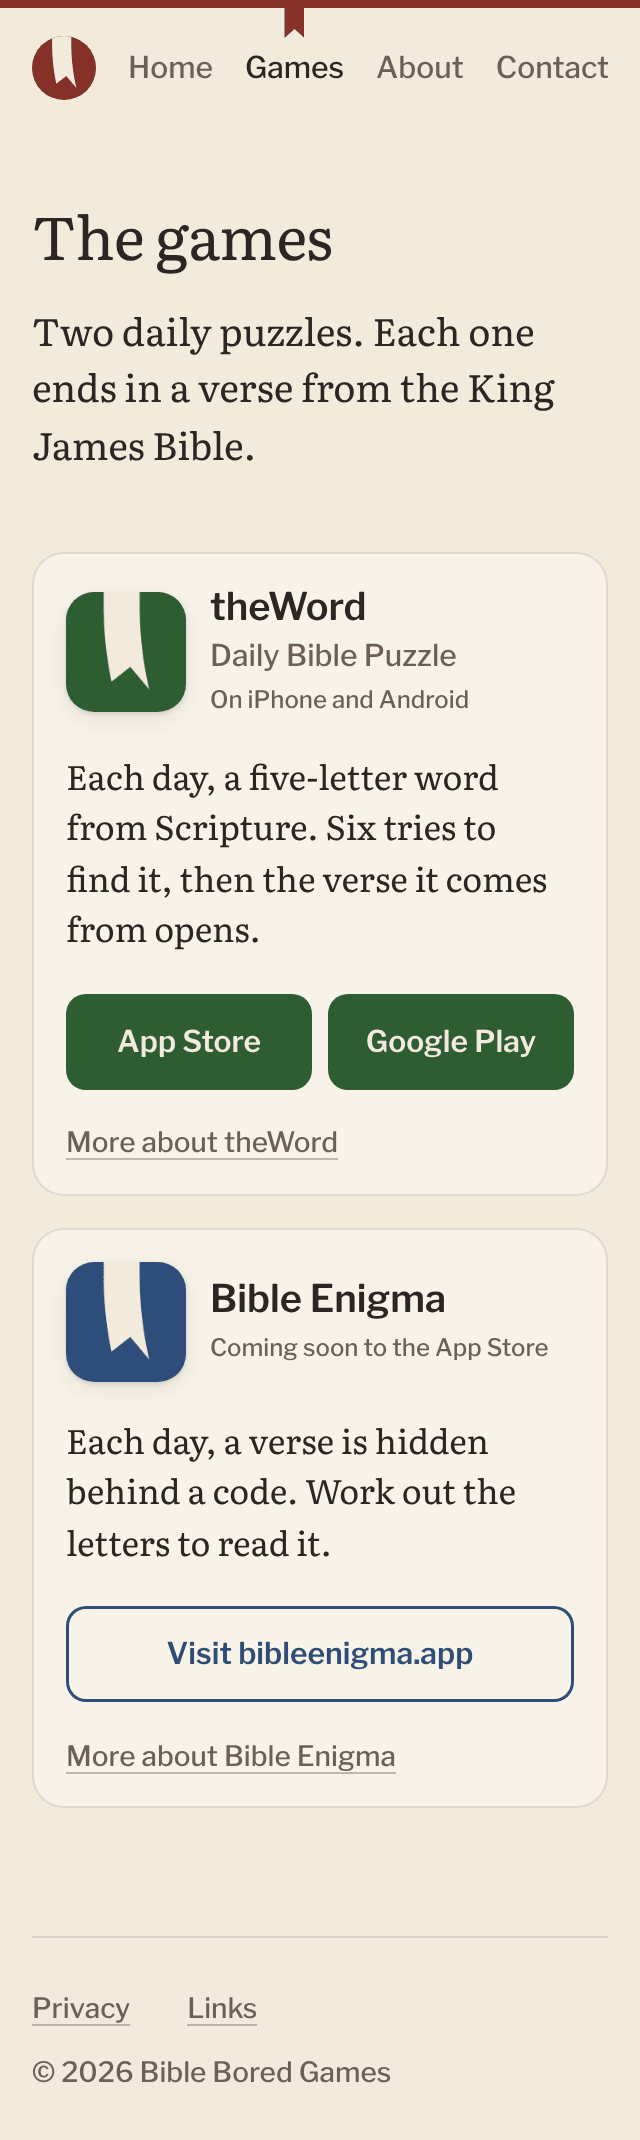 Home Games About Contact
The games
Two daily puzzles. Each one
ends in a verse from the King
James Bible.
theWord
Daily Bible Puzzle
On iPhone and Android
Each day, a five-letter word
from Scripture. Six tries to
find it, then the verse it comes
from opens.
App Store Google Play
More about theWord
Bible Enigma
Coming soon to the App Store
Each day, a verse is hidden
behind a code. Work out the
letters to read it.
Visit bibleenigma.app
More about Bible Enigma
Privacy Links
© 2026 Bible Bored Games